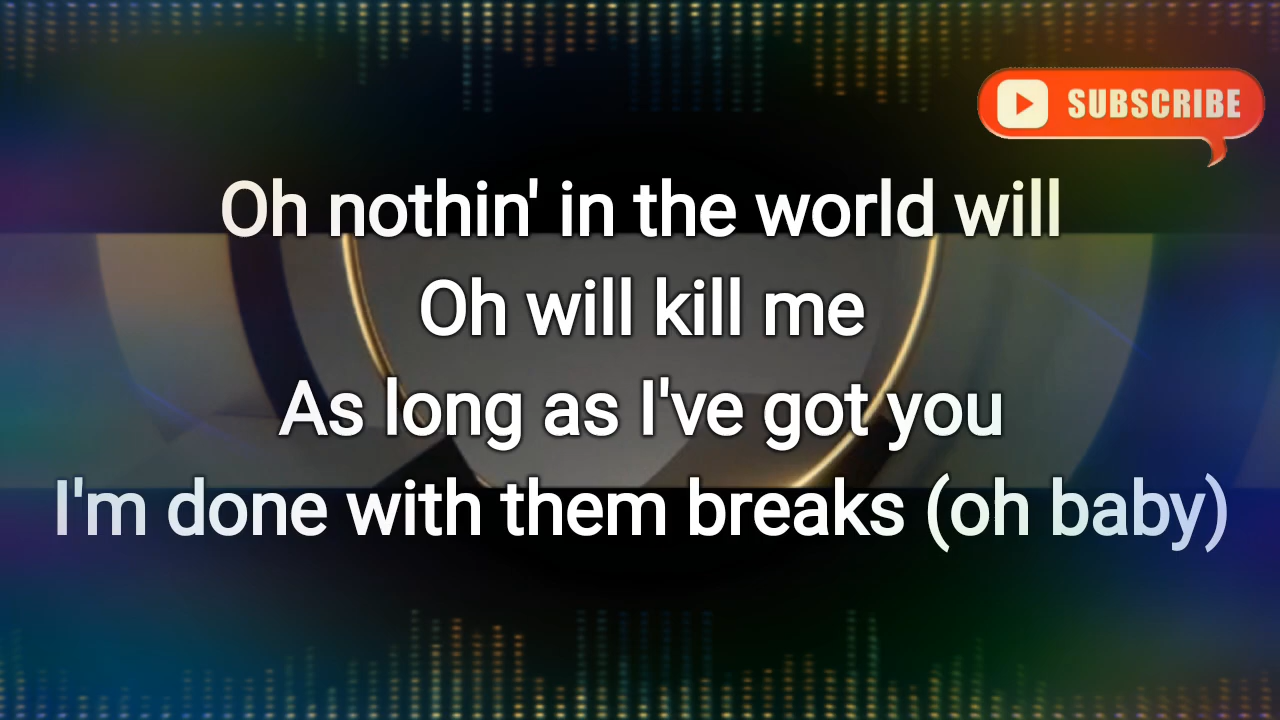 SUBSCRIBE
Oh nothin' in the world will
Oh will kill me
As long as I've got you
I'm done with them breaks (oh baby)